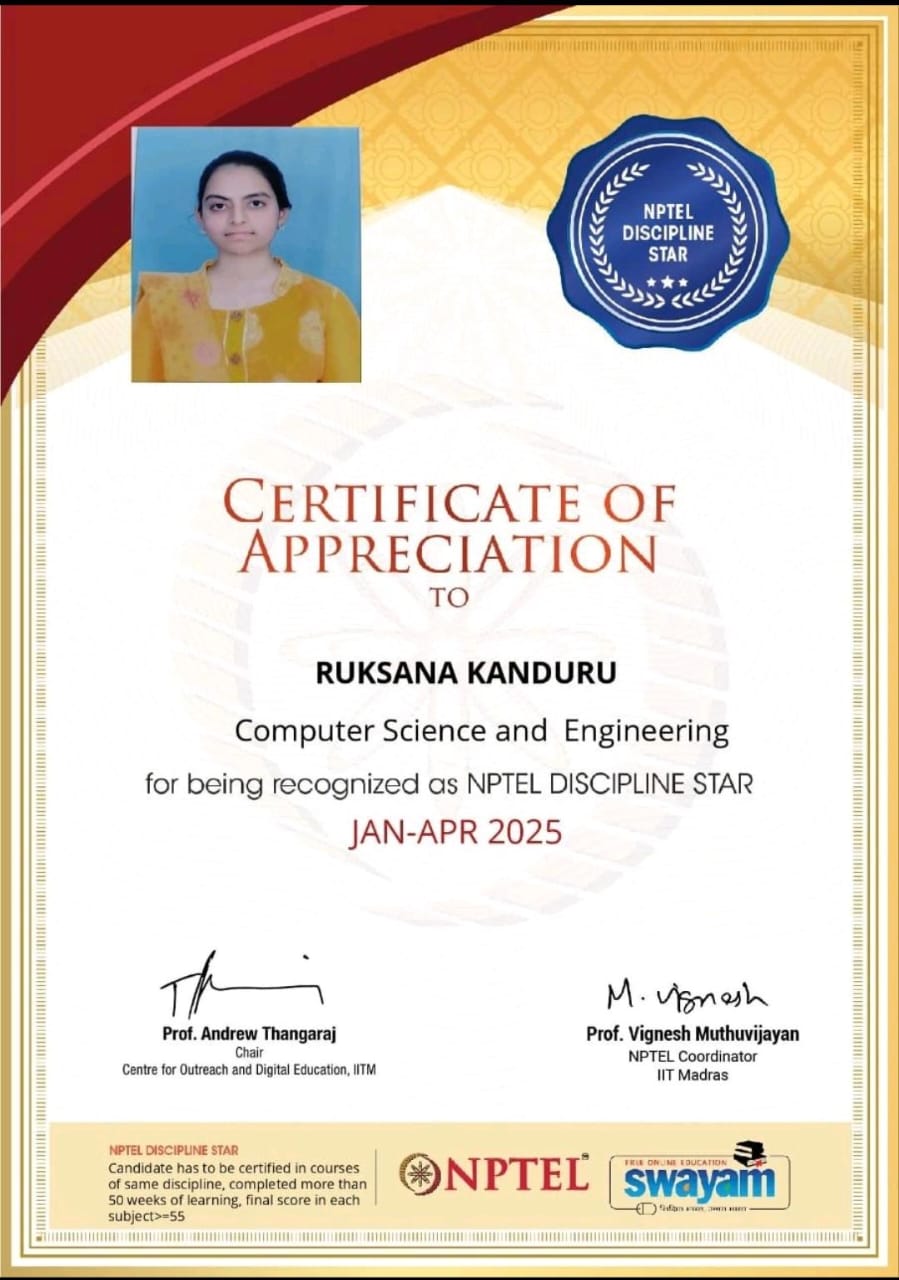 NPTEL
DISCIPLINE
STAR
CERTIFICATE OF
APPRECIATION
TO
RUKSANA KANDURU
Computer Science and Engineering
for being recognized as NPTEL DISCIPLINE STAR
JAN-APR 2025
M. Vignesh
Prof. Andrew Thangaraj
Chair
Centre for Outreach and Digital Education, IITM
Prof. Vignesh Muthuvijayan
NPTEL Coordinator
IIT Madras
NPTEL DISCIPLINE STAR
Candidate has to be certified in courses
of same discipline, completed more than
50 weeks of learning, final score in each
subject>=55
NPTEL
FREE ONLINE EDUCATION
swayam